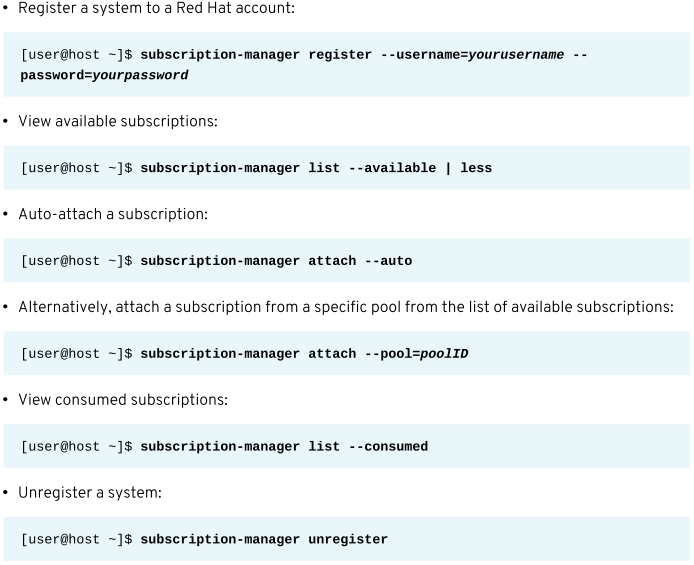 • Register a system to a Red Hat account:
[user@host ~]$ subscription-manager register --username=yourusername --
password=yourpassword
• View available subscriptions:
[user@host ~]$ subscription-manager list --available | less
• Auto-attach a subscription:
[user@host ~]$ subscription-manager attach --auto
• Alternatively, attach a subscription from a specific pool from the list of available subscriptions:
[user@host ~]$ subscription-manager attach --pool=poolID
• View consumed subscriptions:
[user@host ~]$ subscription-manager list --consumed
• Unregister a system:
[user@host ~]$ subscription-manager unregister